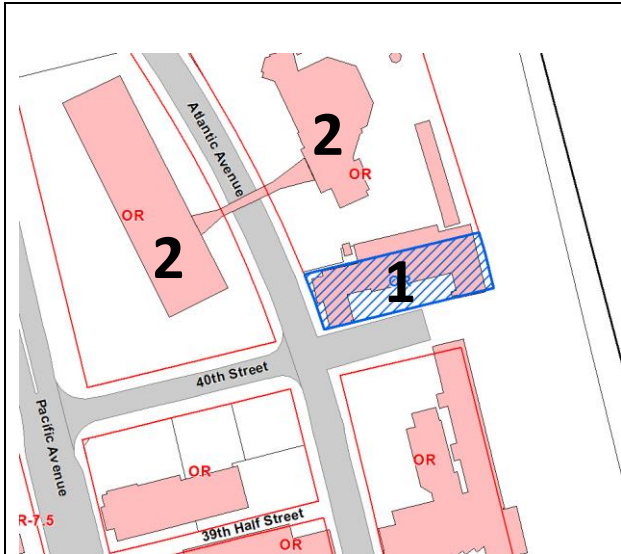 Atlantic Avenue
2
OR
OR
2
1
OR
40th Street
Pacific Avenue
OR
OR
R-7.5
39th Half Street
OR